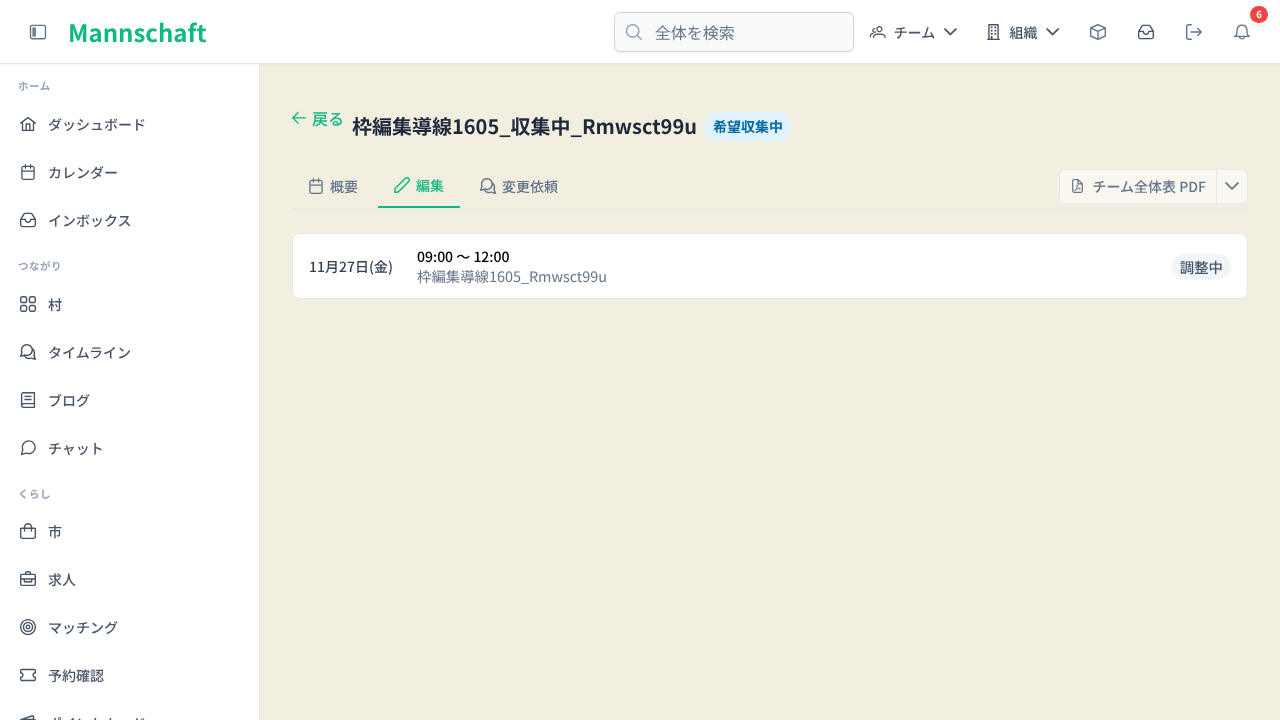 Mannschaft
全体を検索
チーム
組織
6
ホーム
ダッシュボード
カレンダー
インボックス
つながり
村
タイムライン
ブログ
チャット
くらし
市
求人
マッチング
予約確認
戻る
枠編集導線1605_収集中_Rmwsct99u
希望収集中
概要
編集
変更依頼
チーム全体表 PDF
11月27日(金)
09:00 〜 12:00
枠編集導線1605_Rmwsct99u
調整中